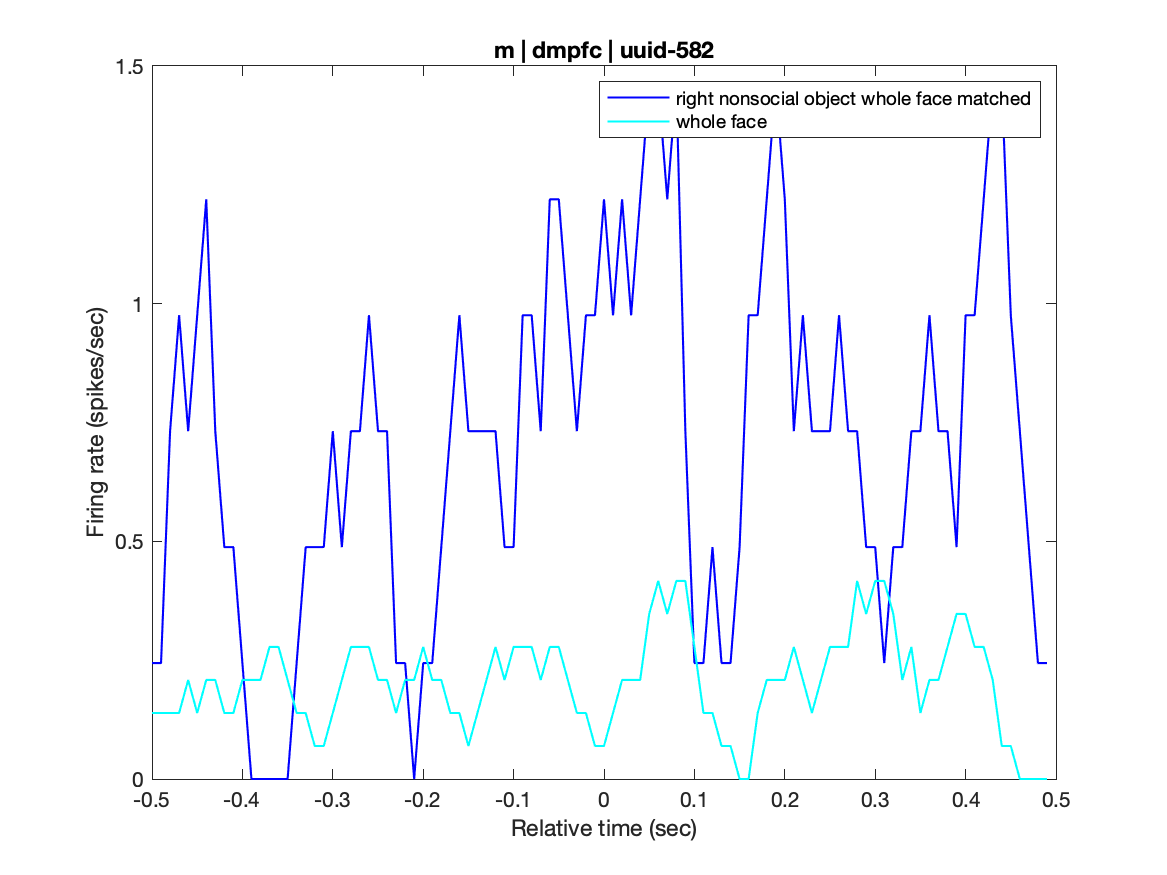 m | dmpfc | uuid-582
right nonsocial object whole face matched
whole face
Firing rate (spikes/sec)
1.5
1
0.5
0
-0.5 -0.4 -0.3 -0.2 -0.1 0 0.1 0.2 0.3 0.4 0.5
Relative time (sec)